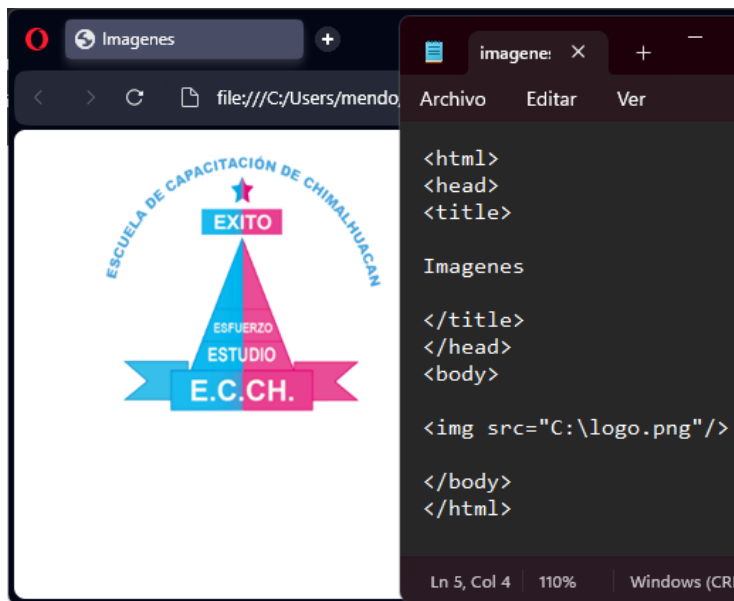 Imagenes
file:///C:/Users/mendo
ESCUELA DE CAPACITACIÓN DE CHIMALHUACAN
EXITO
ESFUERZO
ESTUDIO
E.C.CH.
imagene
Archivo Editar Ver
<html>
<head>
<title>
Imagenes
</title>
</head>
<body>
<img src="C:\logo.png"/>
</body>
</html>
Ln 5, Col 4 110% Windows (CR